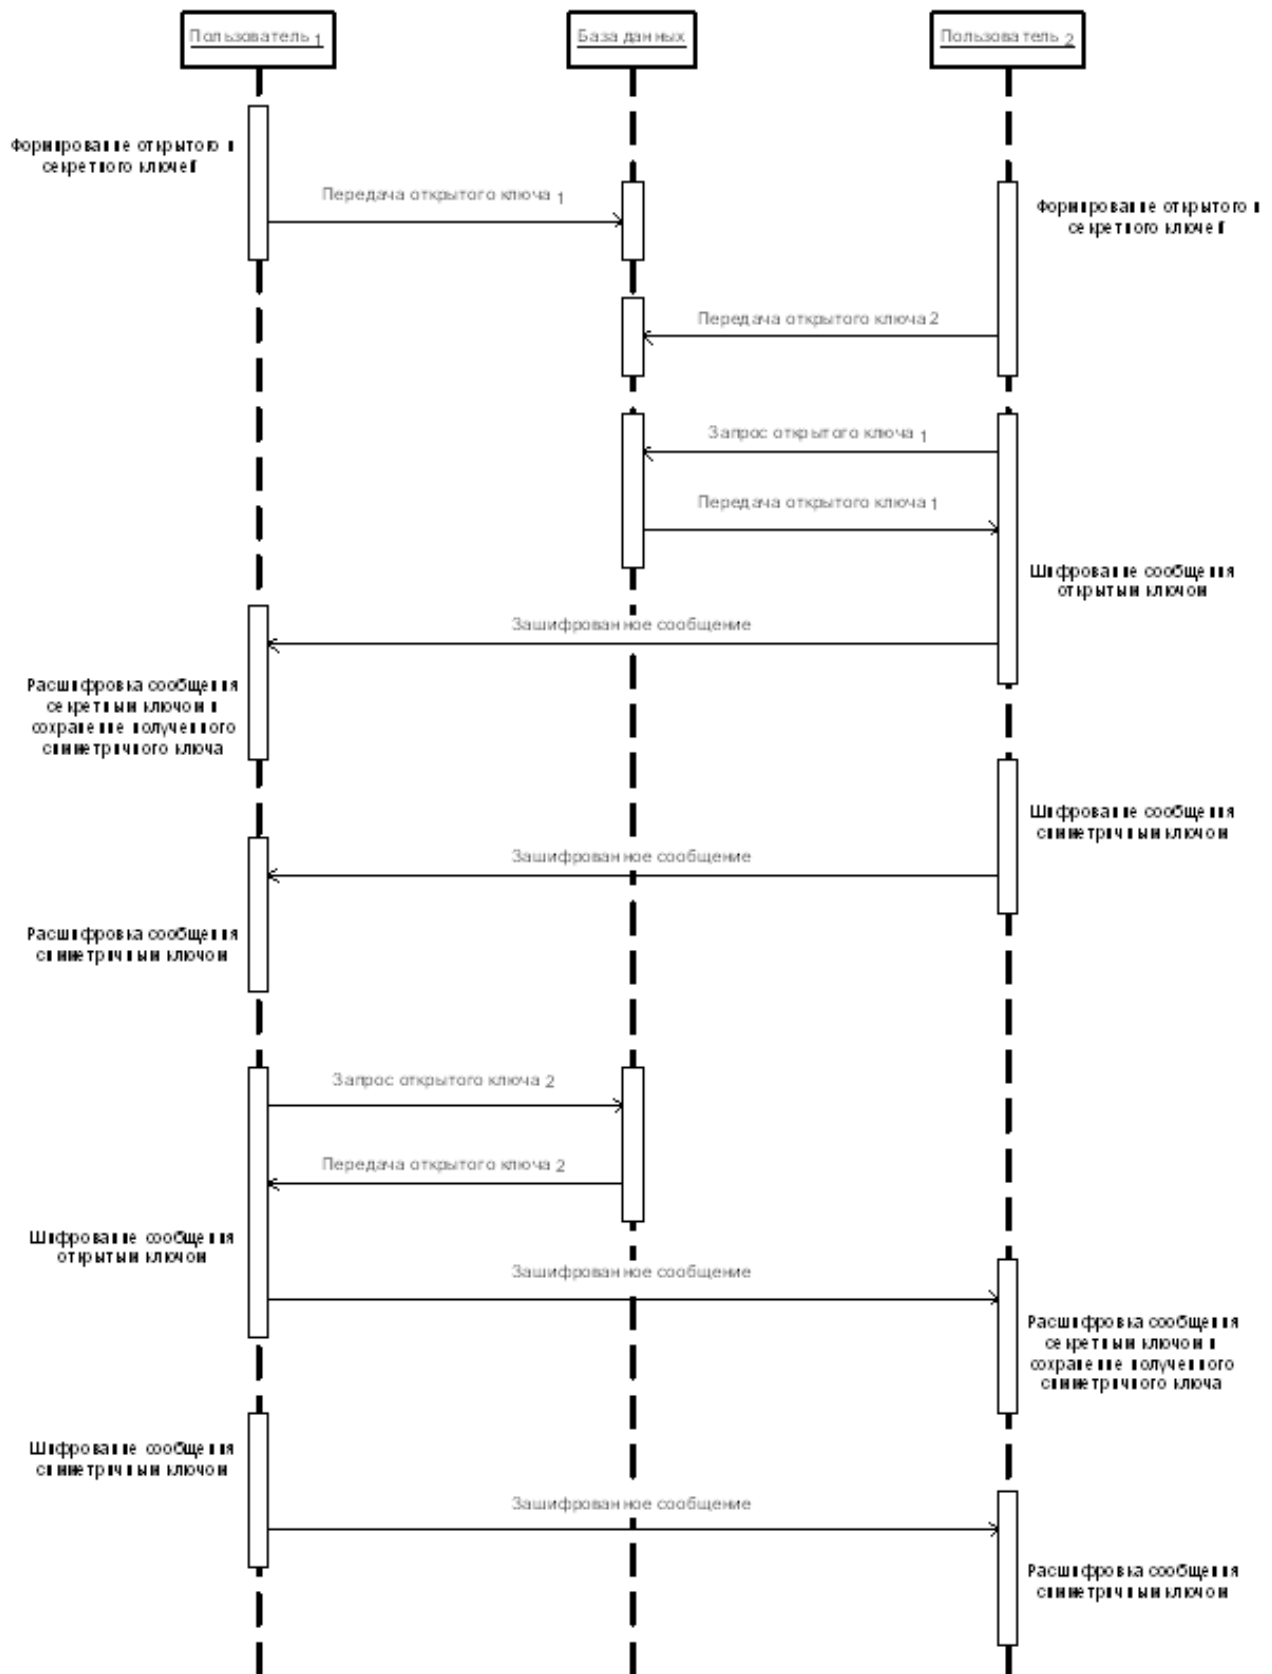 Пользователь 1
База данных
Пользователь 2
Формирование открытого и
секретного ключей
Передача открытого ключа 1
Формирование открытого и
секретного ключей
Передача открытого ключа 2
Запрос открытого ключа 1
Передача открытого ключа 1
Шифрование сообщения
открытым ключом
Зашифрованное сообщение
Расшифровка сообщения
секретным ключом и
сохранение полученного
симметричного ключа
Шифрование сообщения
симметричным ключом
Зашифрованное сообщение
Расшифровка сообщения
симметричным ключом
Запрос открытого ключа 2
Передача открытого ключа 2
Шифрование сообщения
открытым ключом
Зашифрованное сообщение
Расшифровка сообщения
секретным ключом и
сохранение полученного
симметричного ключа
Шифрование сообщения
симметричным ключом
Зашифрованное сообщение
Расшифровка сообщения
симметричным ключом